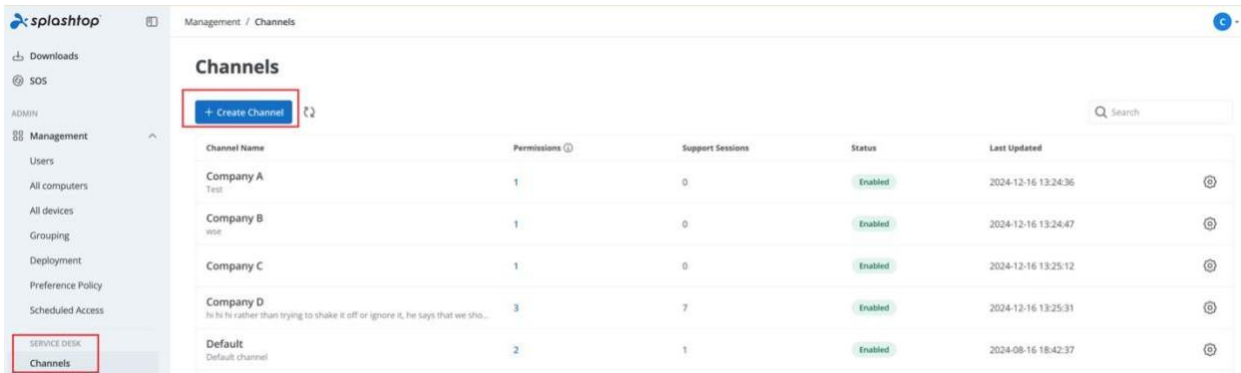 splashtop
Management / Channels
C
Downloads
SOS
ADMIN
Management
Users
All computers
All devices
Grouping
Deployment
Preference Policy
Scheduled Access
SERVICE DESK
Channels
Channels
+ Create Channel
Search
Channel Name Permissions Support Sessions Status Last Updated
Company A 1 0 Enabled 2024-12-16 13:24:36
Test
Company B 1 0 Enabled 2024-12-16 13:24:47
wse
Company C 1 0 Enabled 2024-12-16 13:25:12
Company D 3 7 Enabled 2024-12-16 13:25:31
hi hi hi rather than trying to shake it off or ignore it, he says that we sho...
Default 2 1 Enabled 2024-08-16 18:42:37
Default channel